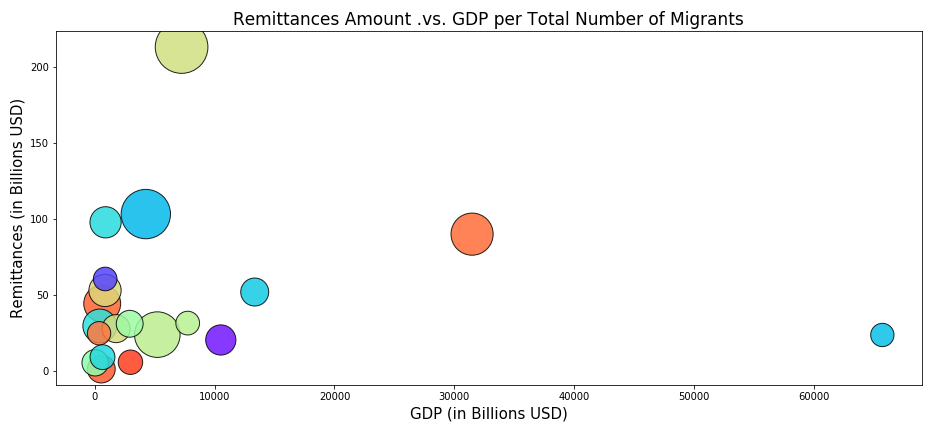 Remittances Amount .vs. GDP per Total Number of Migrants
Remittances (in Billions USD)
200
150
100
50
0
0 10000 20000 30000 40000 50000 60000
GDP (in Billions USD)